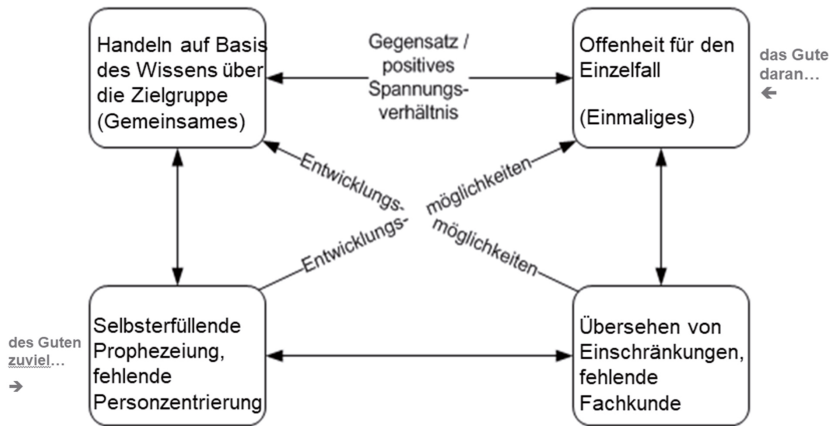 Handeln auf Basis
des Wissens über
die Zielgruppe
(Gemeinsames)
Gegensatz /
positives
Spannungs-
verhältnis
Offenheit für den
Einzelfall
(Einmaliges)
das Gute
daran…
←
Entwicklungs-
möglichkeiten
Entwicklungs-
möglichkeiten
des Guten
zuviel…
→
Selbsterfüllende
Prophezeiung,
fehlende
Personzentrierung
Übersehen von
Einschränkungen,
fehlende
Fachkunde